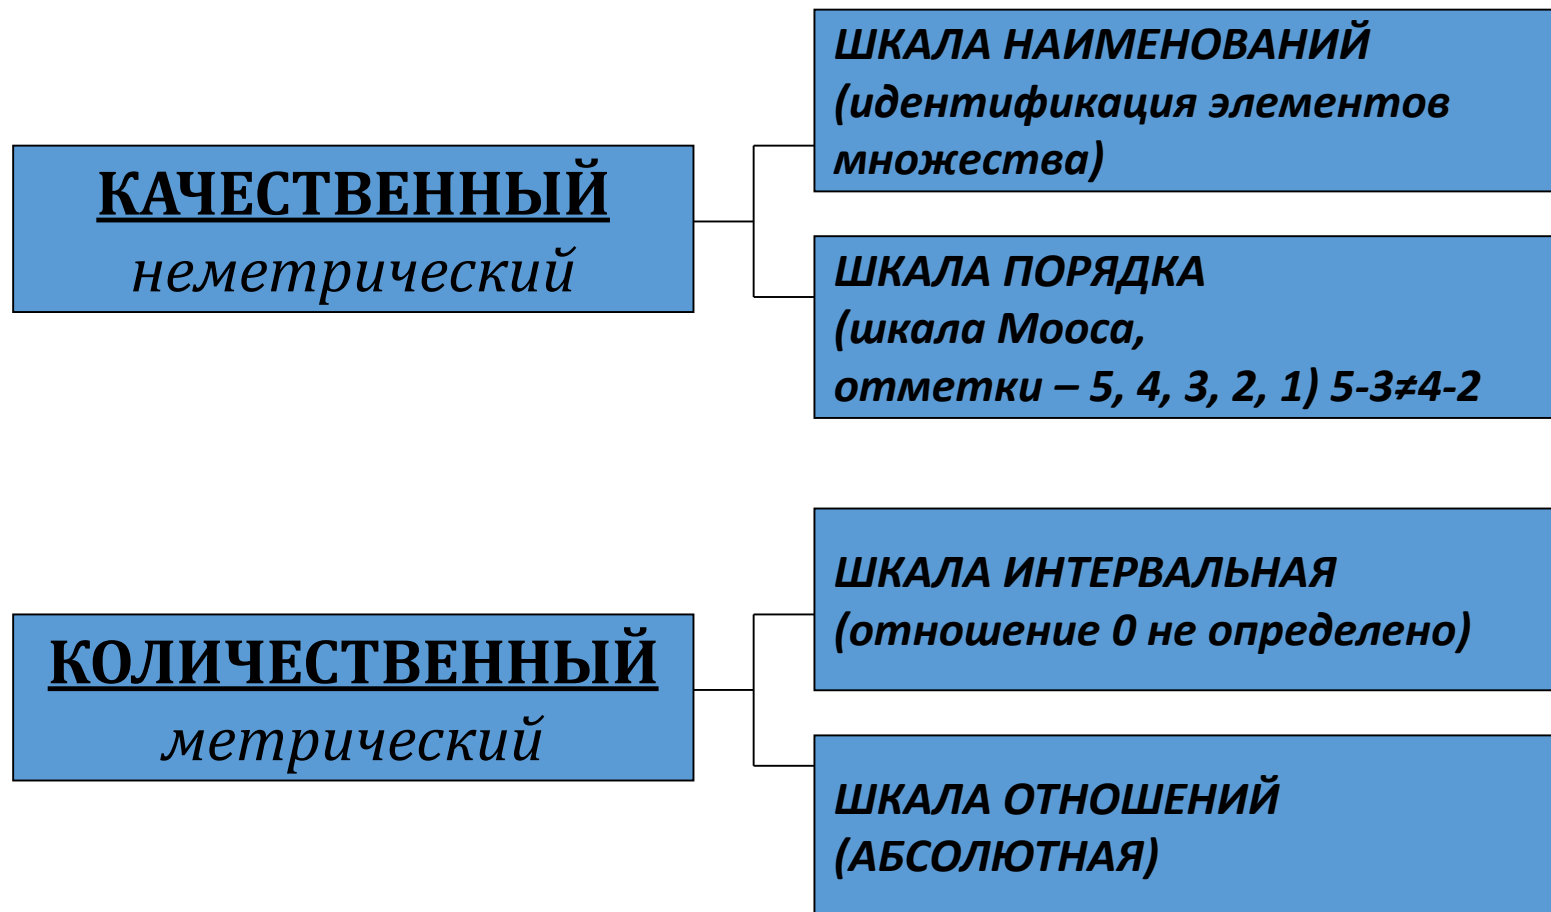 КАЧЕСТВЕННЫЙ
неметрический
ШКАЛА НАИМЕНОВАНИЙ
(идентификация элементов
множества)
ШКАЛА ПОРЯДКА
(шкала Мооса,
отметки – 5, 4, 3, 2, 1) 5-3≠4-2
КОЛИЧЕСТВЕННЫЙ
метрический
ШКАЛА ИНТЕРВАЛЬНАЯ
(отношение 0 не определено)
ШКАЛА ОТНОШЕНИЙ
(АБСОЛЮТНАЯ)